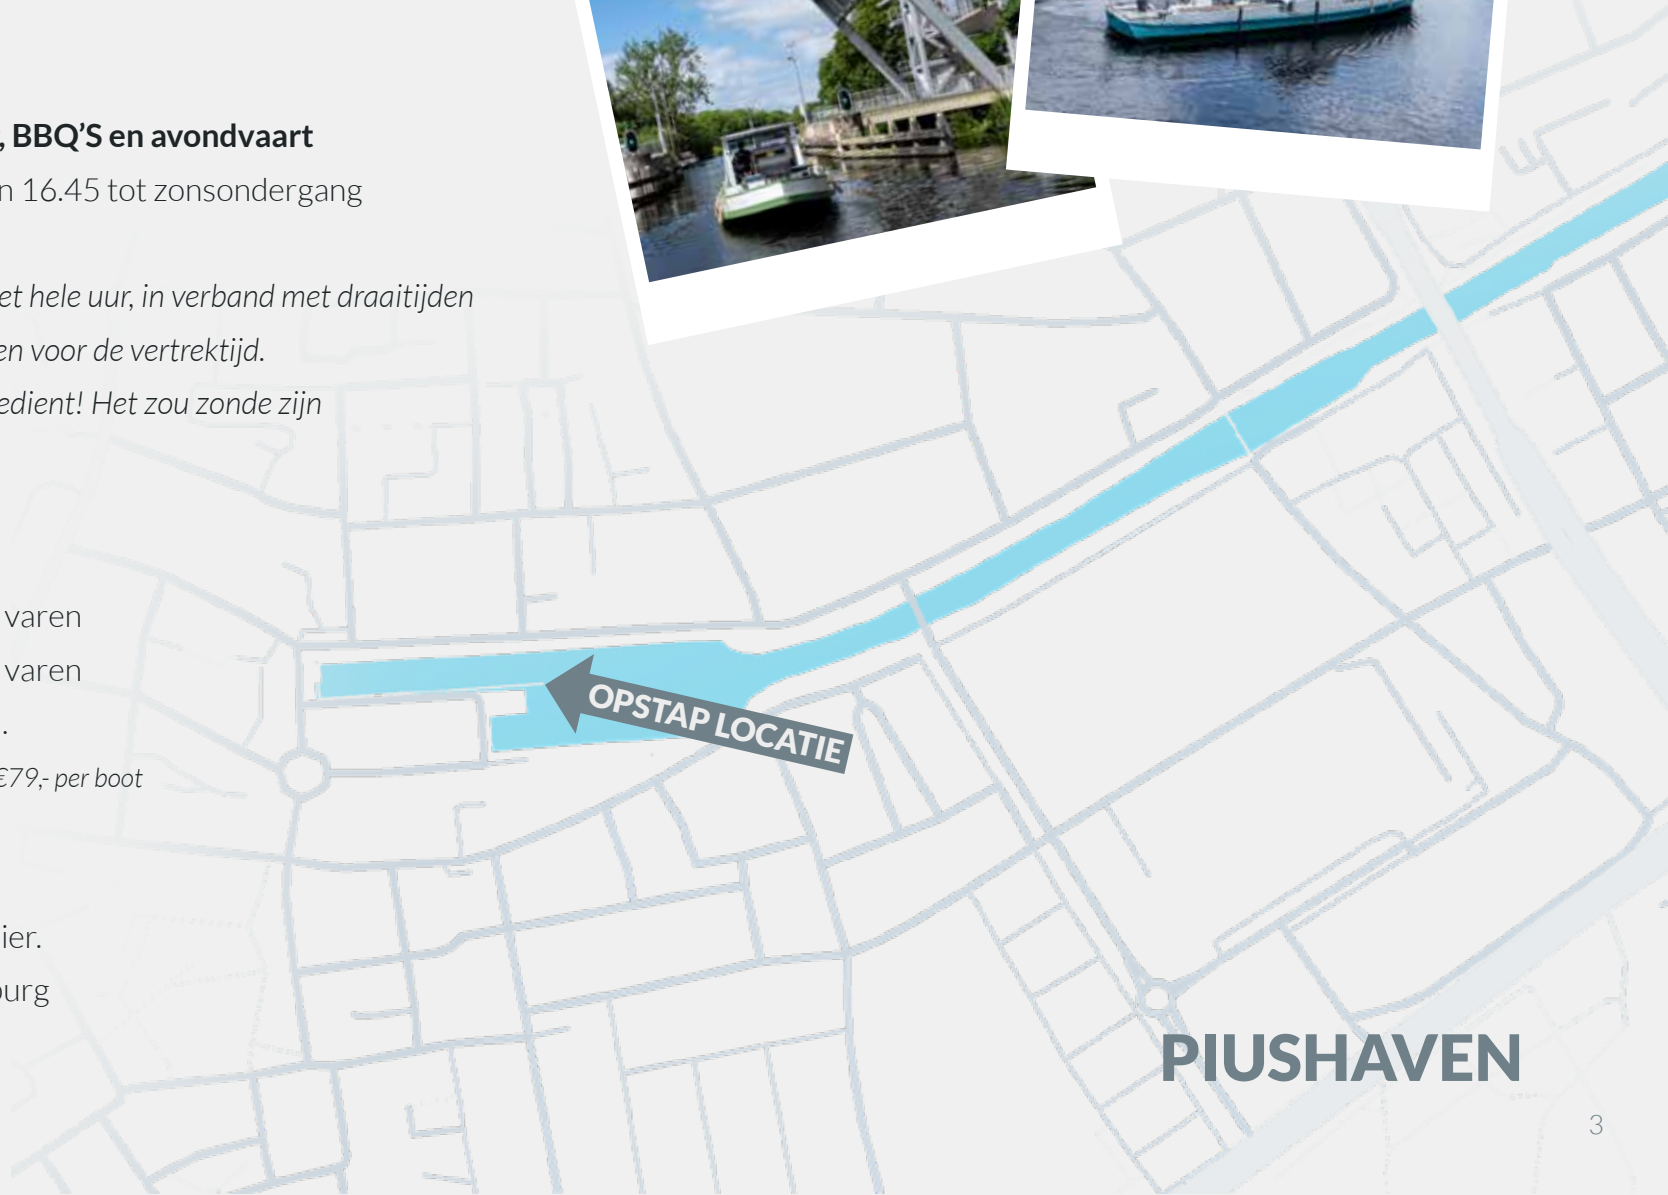 , BBQ’S en avondvaart
n 16.45 tot zonsondergang
et hele uur, in verband met draaitijden
en voor de vertrektijd.
edient! Het zou zonde zijn
varen
varen
.
€79,- per boot
ier.
burg
OPSTAP LOCATIE
PIUSHAVEN
3